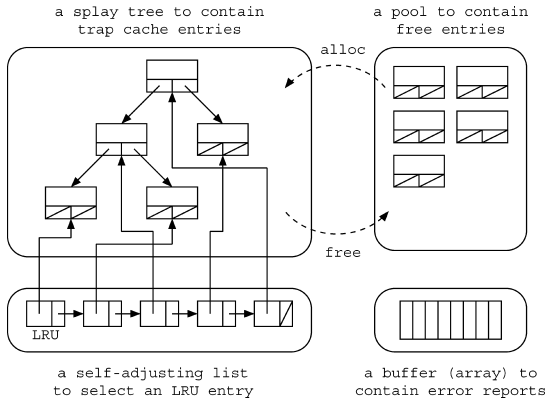 a splay tree to contain
trap cache entries
a pool to contain
free entries
alloc
free
LRU
a self-adjusting list
to select an LRU entry
a buffer (array) to
contain error reports